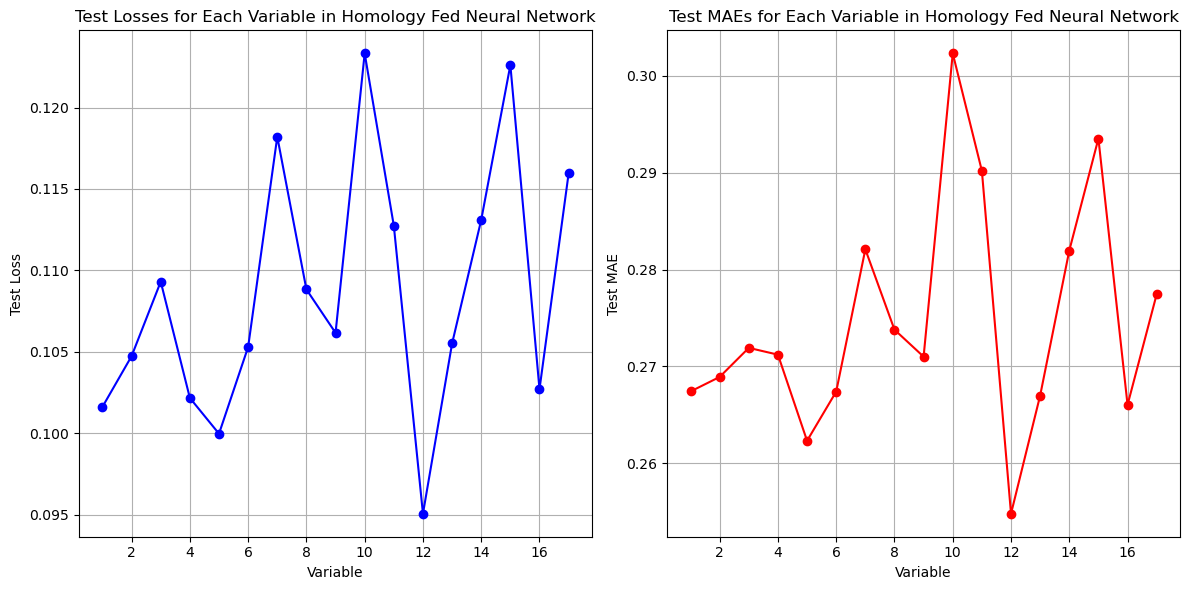 Test Losses for Each Variable in Homology Fed Neural Network
0.120
0.115
0.110
0.105
0.100
0.095
Test Loss
2 4 6 8 10 12 14 16
Variable
Test MAEs for Each Variable in Homology Fed Neural Network
0.30
0.29
0.28
0.27
0.26
Test MAE
2 4 6 8 10 12 14 16
Variable